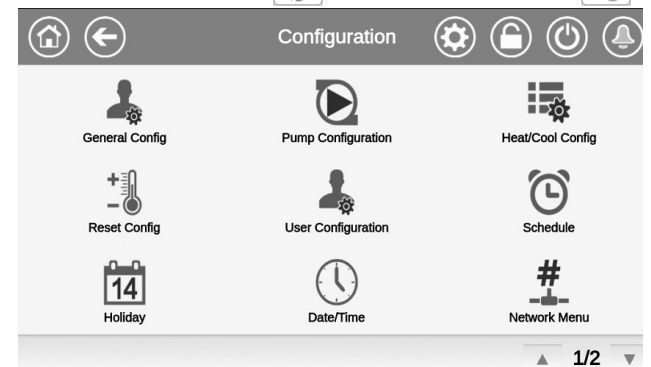 Configuration
General Config
Pump Configuration
Heat/Cool Config
Reset Config
User Configuration
Schedule
14
Holiday
Date/Time
#
Network Menu
1/2